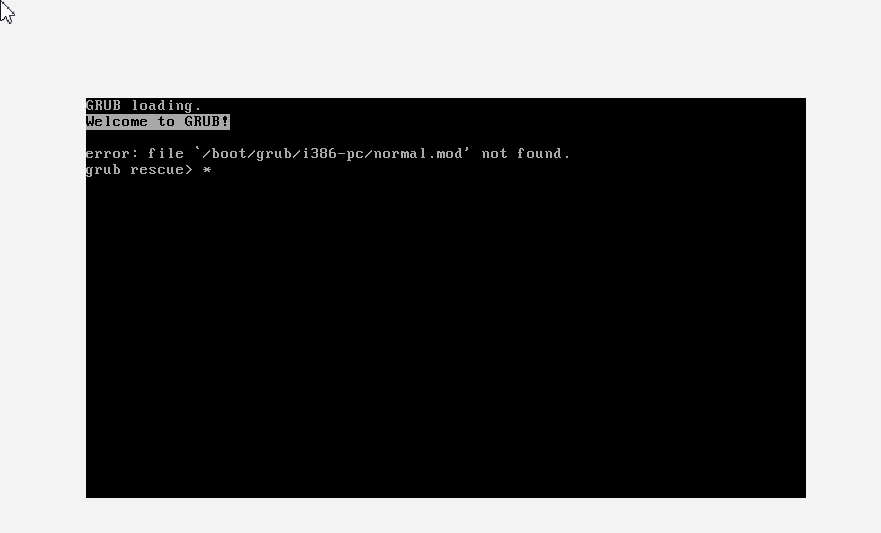 GRUB loading.
Welcome to GRUB!
error: file `/boot/grub/i386-pc/normal.mod' not found.
grub rescue> *